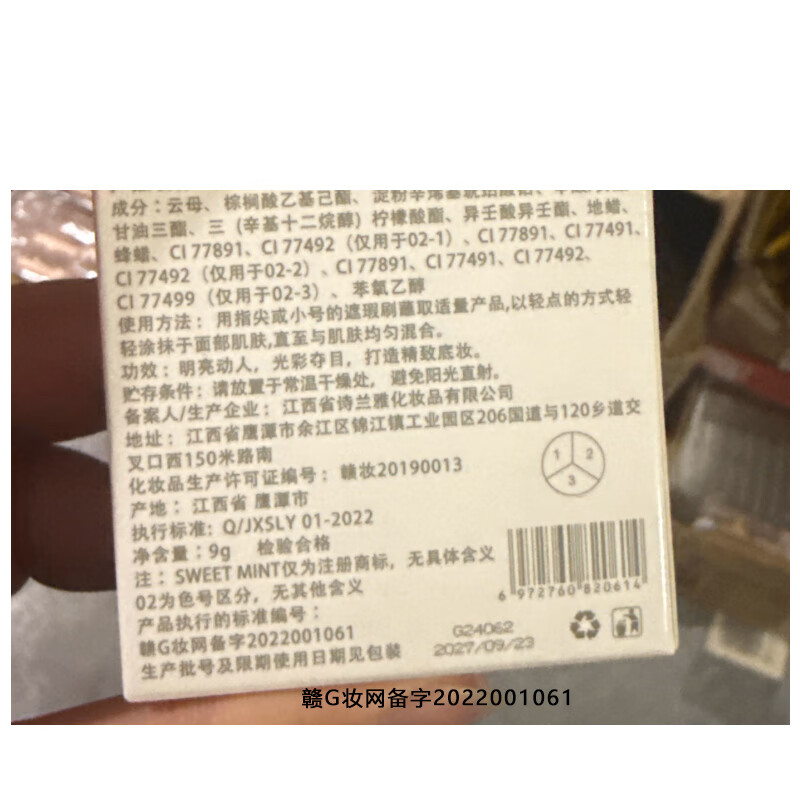 成分：云母、棕榈酸乙基己酯、淀粉辛烯基琥珀酸铝、
甘油三酯、三（辛基十二烷醇）柠檬酸酯、异壬酸异壬酯、地蜡、
蜂蜡、CI 77891、CI 77492（仅用于02-1）、CI 77891、CI 77491、
CI 77492（仅用于02-2）、CI 77891、CI 77491、CI 77492、
CI 77499（仅用于02-3）、苯氧乙醇
使用方法：用指尖或小号的遮瑕刷蘸取适量产品,以轻点的方式轻
轻涂抹于面部肌肤,直至与肌肤均匀混合。
功效：明亮动人，光彩夺目，打造精致底妆。
贮存条件：请放置于常温干燥处，避免阳光直射。
备案人/生产企业：江西省诗兰雅化妆品有限公司
地址：江西省鹰潭市余江区锦江镇工业园区206国道与120乡道交
叉口西150米路南
化妆品生产许可证编号：赣妆20190013
产地：江西省 鹰潭市
执行标准：Q/JXSLY 01-2022
净含量：9g 检验合格
注：SWEET MINT仅为注册商标，无具体含义
02为色号区分，无其他含义
产品执行的标准编号：
赣G妆网备字2022001061
生产批号及限期使用日期见包装
1 2
3
6 972760 820614
G24062
2027/09/23
赣G妆网备字2022001061